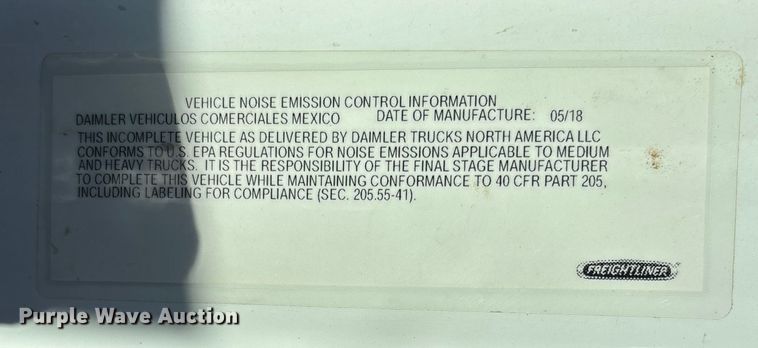 VEHICLE NOISE EMISSION CONTROL INFORMATION
DAIMLER VEHICULOS COMERCIALES MEXICO DATE OF MANUFACTURE: 05/18
THIS INCOMPLETE VEHICLE AS DELIVERED BY DAIMLER TRUCKS NORTH AMERICA LLC
CONFORMS TO U.S. EPA REGULATIONS FOR NOISE EMISSIONS APPLICABLE TO MEDIUM
AND HEAVY TRUCKS. IT IS THE RESPONSIBILITY OF THE FINAL STAGE MANUFACTURER
TO COMPLETE THIS VEHICLE WHILE MAINTAINING CONFORMANCE TO 40 CFR PART 205,
INCLUDING LABELING FOR COMPLIANCE (SEC. 205.55-41).
FREIGHTLINER
Purple Wave Auction